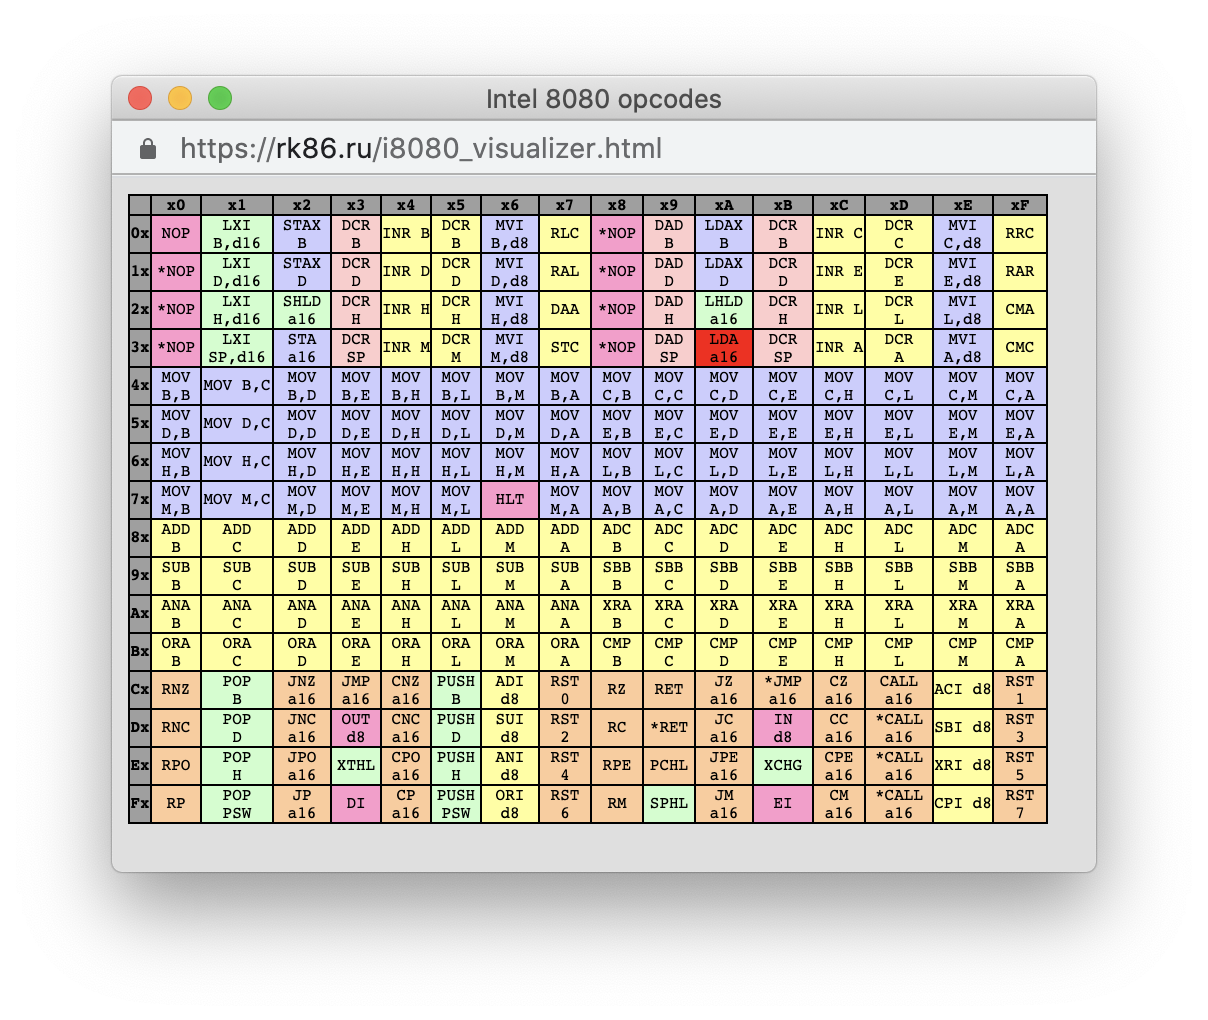 Intel 8080 opcodes
https://rk86.ru/i8080_visualizer.html
x0 x1 x2 x3 x4 x5 x6 x7 x8 x9 xA xB xC xD xE xF
0x NOP LXI B,d16 STAX B DCR B INR B DCR B MVI B,d8 RLC *NOP DAD B LDAX B DCR B INR C DCR C MVI C,d8 RRC
1x *NOP LXI D,d16 STAX D DCR D INR D DCR D MVI D,d8 RAL *NOP DAD D LDAX D DCR D INR E DCR E MVI E,d8 RAR
2x *NOP LXI H,d16 SHLD a16 DCR H INR H DCR H MVI H,d8 DAA *NOP DAD H LHLD a16 DCR H INR L DCR L MVI L,d8 CMA
3x *NOP LXI SP,d16 STA a16 DCR SP INR M DCR M MVI M,d8 STC *NOP DAD SP LDA a16 DCR SP INR A DCR A MVI A,d8 CMC
4x MOV B,B MOV B,C MOV B,D MOV B,E MOV B,H MOV B,L MOV B,M MOV B,A MOV C,B MOV C,C MOV C,D MOV C,E MOV C,H MOV C,L MOV C,M MOV C,A
5x MOV D,B MOV D,C MOV D,D MOV D,E MOV D,H MOV D,L MOV D,M MOV D,A MOV E,B MOV E,C MOV E,D MOV E,E MOV E,H MOV E,L MOV E,M MOV E,A
6x MOV H,B MOV H,C MOV H,D MOV H,E MOV H,H MOV H,L MOV H,M MOV H,A MOV L,B MOV L,C MOV L,D MOV L,E MOV L,H MOV L,L MOV L,M MOV L,A
7x MOV M,B MOV M,C MOV M,D MOV M,E MOV M,H MOV M,L HLT MOV M,A MOV A,B MOV A,C MOV A,D MOV A,E MOV A,H MOV A,L MOV A,M MOV A,A
8x ADD B ADD C ADD D ADD E ADD H ADD L ADD M ADD A ADC B ADC C ADC D ADC E ADC H ADC L ADC M ADC A
9x SUB B SUB C SUB D SUB E SUB H SUB L SUB M SUB A SBB B SBB C SBB D SBB E SBB H SBB L SBB M SBB A
Ax ANA B ANA C ANA D ANA E ANA H ANA L ANA M ANA A XRA B XRA C XRA D XRA E XRA H XRA L XRA M XRA A
Bx ORA B ORA C ORA D ORA E ORA H ORA L ORA M ORA A CMP B CMP C CMP D CMP E CMP H CMP L CMP M CMP A
Cx RNZ POP B JNZ a16 JMP a16 CNZ a16 PUSH B ADI d8 RST 0 RZ RET JZ a16 *JMP a16 CZ a16 CALL a16 ACI d8 RST 1
Dx RNC POP D JNC a16 OUT d8 CNC a16 PUSH D SUI d8 RST 2 RC *RET JC a16 IN d8 CC a16 *CALL a16 SBI d8 RST 3
Ex RPO POP H JPO a16 XTHL CPO a16 PUSH H ANI d8 RST 4 RPE PCHL JPE a16 XCHG CPE a16 *CALL a16 XRI d8 RST 5
Fx RP POP PSW JP a16 DI CP a16 PUSH PSW ORI d8 RST 6 RM SPHL JM a16 EI CM a16 *CALL a16 CPI d8 RST 7